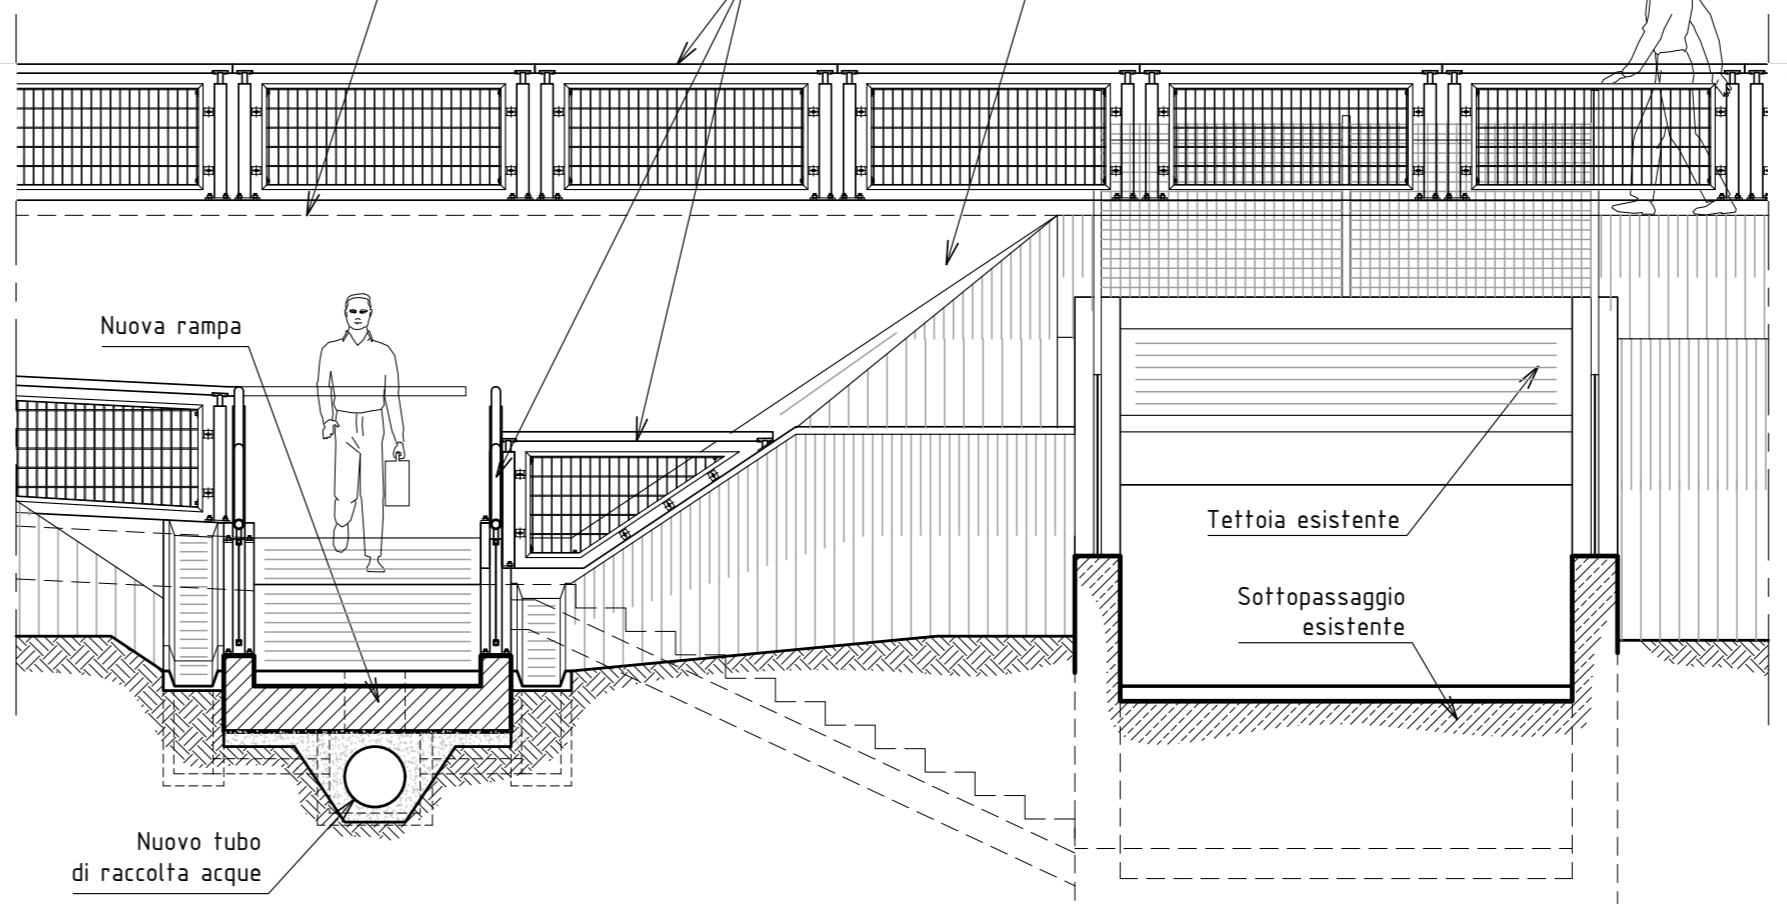 Nuova rampa
Tettoia esistente
Sottopassaggio
esistente
Nuovo tubo
di raccolta acque